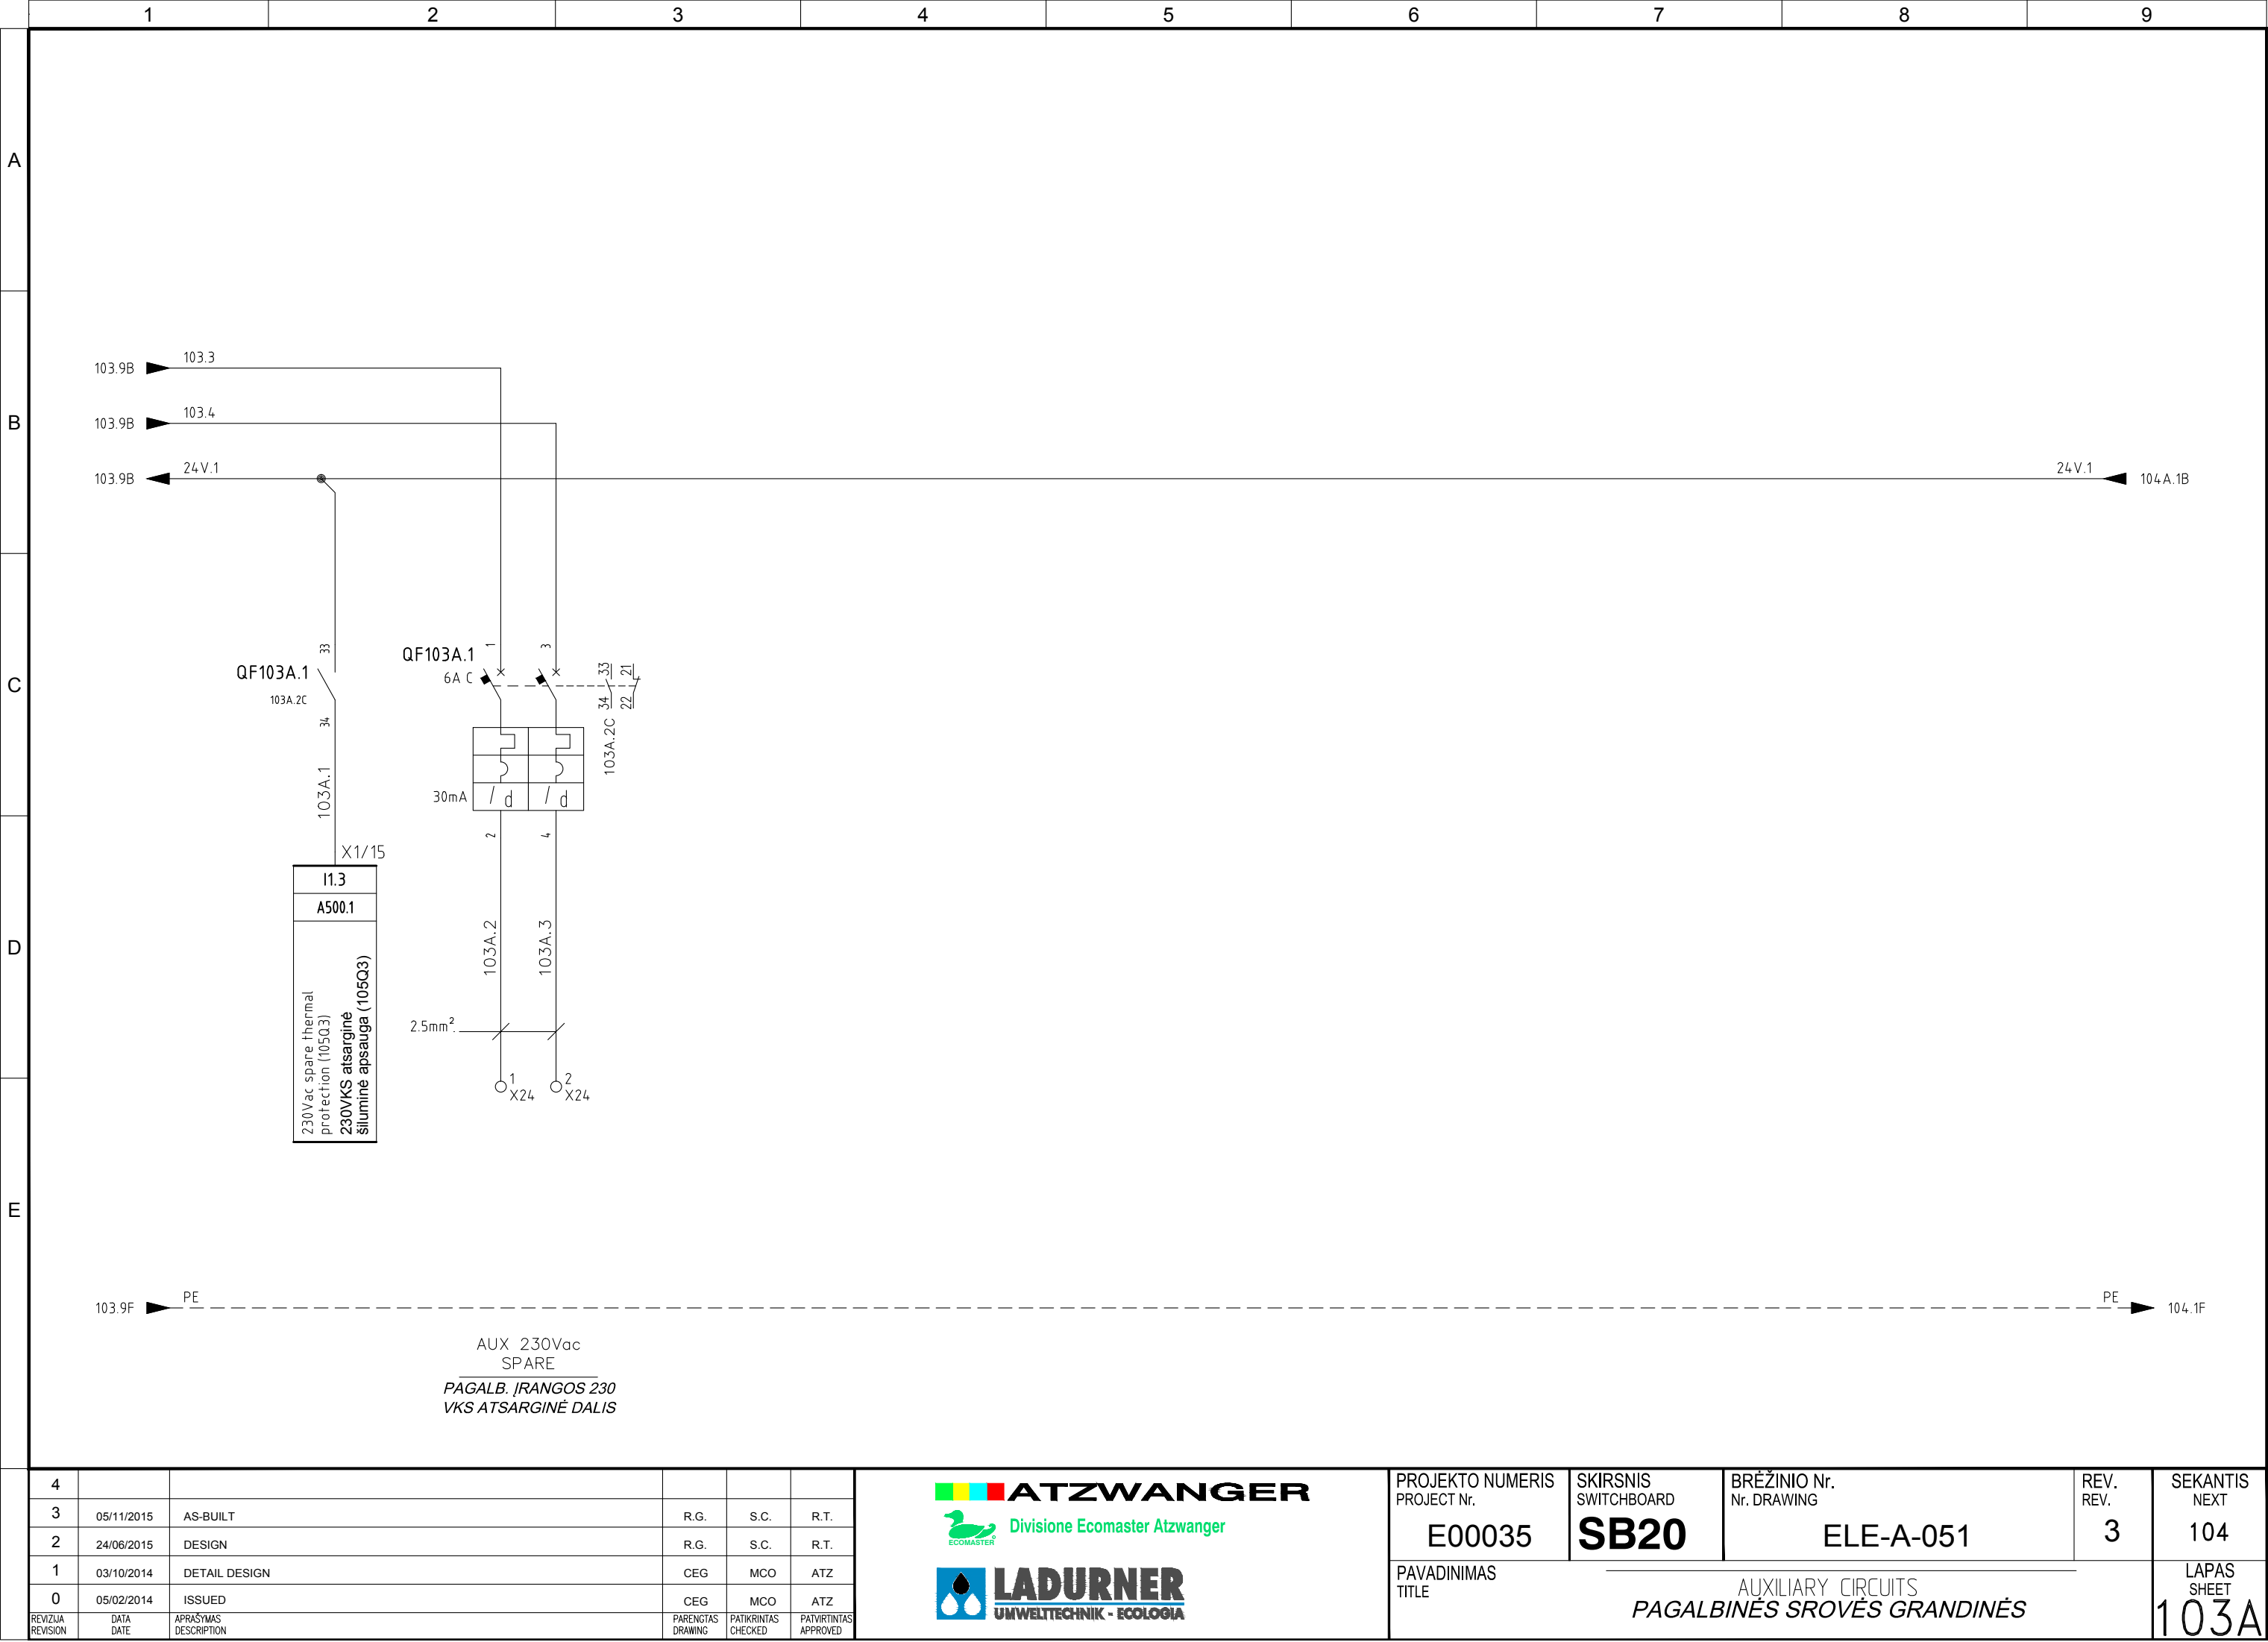 1 2 3 4 5 6 7 8 9
A
B
C
D
E
103.9B 103.3
103.9B 103.4
103.9B 24V.1
24V.1 104A.1B
33
QF103A.1
103A.2C
34
103A.1
X1/15
I1.3
A500.1
230Vac spare thermal
protection (105Q3)
230VKS atsarginė
šiluminė apsauga (105Q3)
QF103A.1
6A C
1 3
33 21
34 22
103A.2C
30mA
/ d / d
2 4
103A.2 103A.3
2.5mm².
1 2
X24 X24
103.9F PE
PE 104.1F
AUX 230Vac
SPARE
PAGALB. ĮRANGOS 230
VKS ATSARGINĖ DALIS
4
3 05/11/2015 AS-BUILT R.G. S.C. R.T.
2 24/06/2015 DESIGN R.G. S.C. R.T.
1 03/10/2014 DETAIL DESIGN CEG MCO ATZ
0 05/02/2014 ISSUED CEG MCO ATZ
REVIZIJA DATA APRAŠYMAS PARENGTAS PATIKRINTAS PATVIRTINTAS
REVISION DATE DESCRIPTION DRAWING CHECKED APPROVED
ATZWANGER
Divisione Ecomaster Atzwanger
ECOMASTER
LADURNER
UMWELTTECHNIK - ECOLOGIA
PROJEKTO NUMERIS
PROJECT Nr.
E00035
SKIRSNIS
SWITCHBOARD
SB20
BRĖŽINIO Nr.
Nr. DRAWING
ELE-A-051
REV.
REV.
3
SEKANTIS
NEXT
104
PAVADINIMAS
TITLE
AUXILIARY CIRCUITS
PAGALBINĖS SROVĖS GRANDINĖS
LAPAS
SHEET
103A